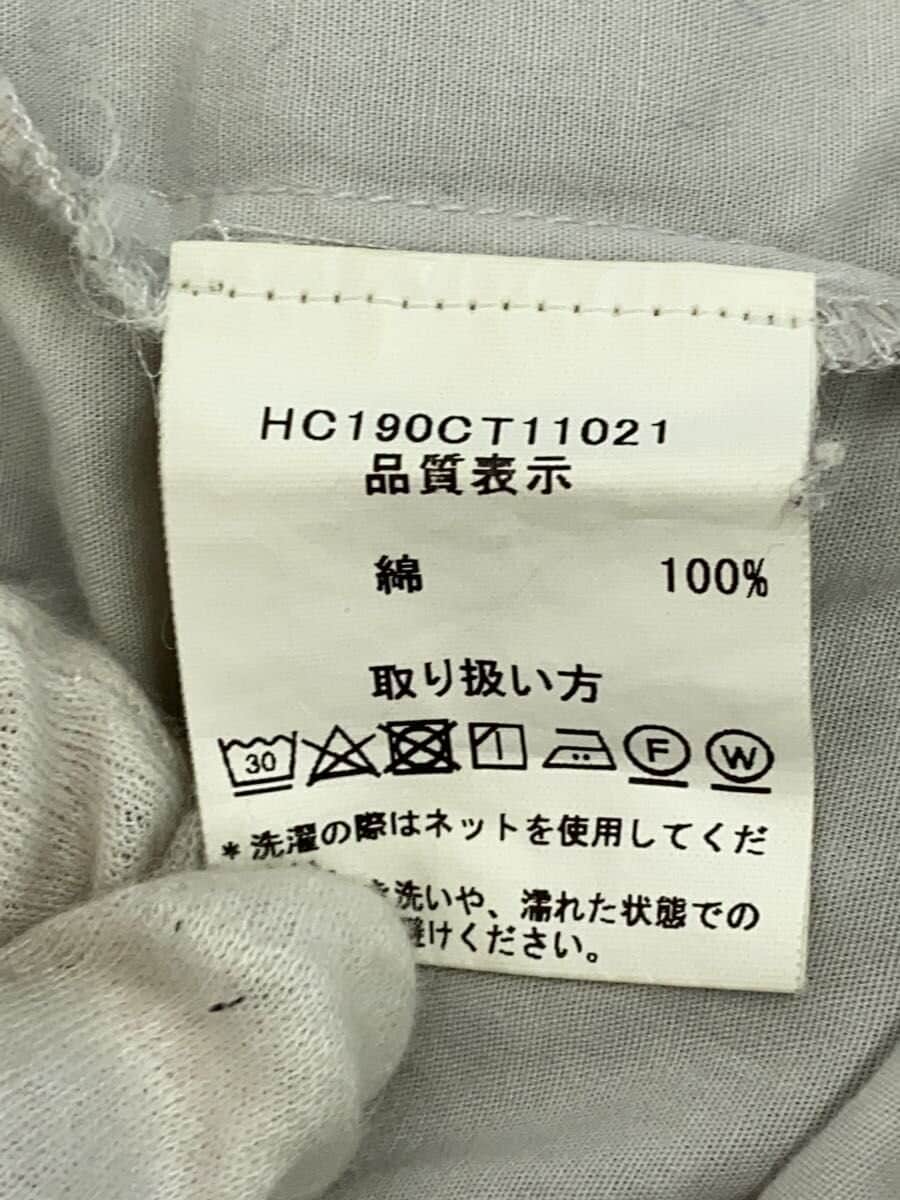 HC190CT11021
品質表示
綿 100%
取り扱い方
30 F W
*洗濯の際はネットを使用してくだ
洗いや、濡れた状態での
避けください。